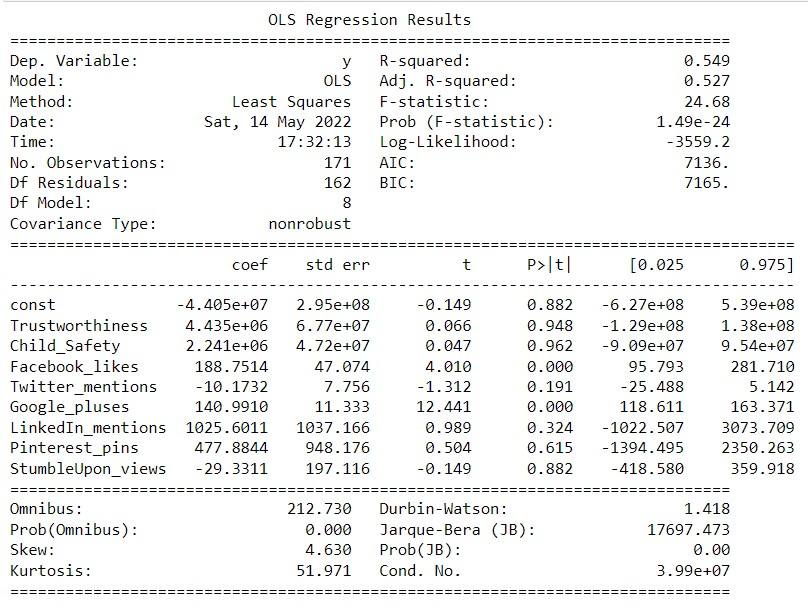 OLS Regression Results
==============================================================================
Dep. Variable: y R-squared: 0.549
Model: OLS Adj. R-squared: 0.527
Method: Least Squares F-statistic: 24.68
Date: Sat, 14 May 2022 Prob (F-statistic): 1.49e-24
Time: 17:32:13 Log-Likelihood: -3559.2
No. Observations: 171 AIC: 7136.
Df Residuals: 162 BIC: 7165.
Df Model: 8
Covariance Type: nonrobust
=====================================================================================
coef std err t P>|t| [0.025 0.975]
-------------------------------------------------------------------------------------
const -4.405e+07 2.95e+08 -0.149 0.882 -6.27e+08 5.39e+08
Trustworthiness 4.435e+06 6.77e+07 0.066 0.948 -1.29e+08 1.38e+08
Child_Safety 2.241e+06 4.72e+07 0.047 0.962 -9.09e+07 9.54e+07
Facebook_likes 188.7514 47.074 4.010 0.000 95.793 281.710
Twitter_mentions -10.1732 7.756 -1.312 0.191 -25.488 5.142
Google_pluses 140.9910 11.333 12.441 0.000 118.611 163.371
LinkedIn_mentions 1025.6011 1037.166 0.989 0.324 -1022.507 3073.709
Pinterest_pins 477.8844 948.176 0.504 0.615 -1394.495 2350.263
StumbleUpon_views -29.3311 197.116 -0.149 0.882 -418.580 359.918
==============================================================================
Omnibus: 212.730 Durbin-Watson: 1.418
Prob(Omnibus): 0.000 Jarque-Bera (JB): 17697.473
Skew: 4.630 Prob(JB): 0.00
Kurtosis: 51.971 Cond. No. 3.99e+07
==============================================================================